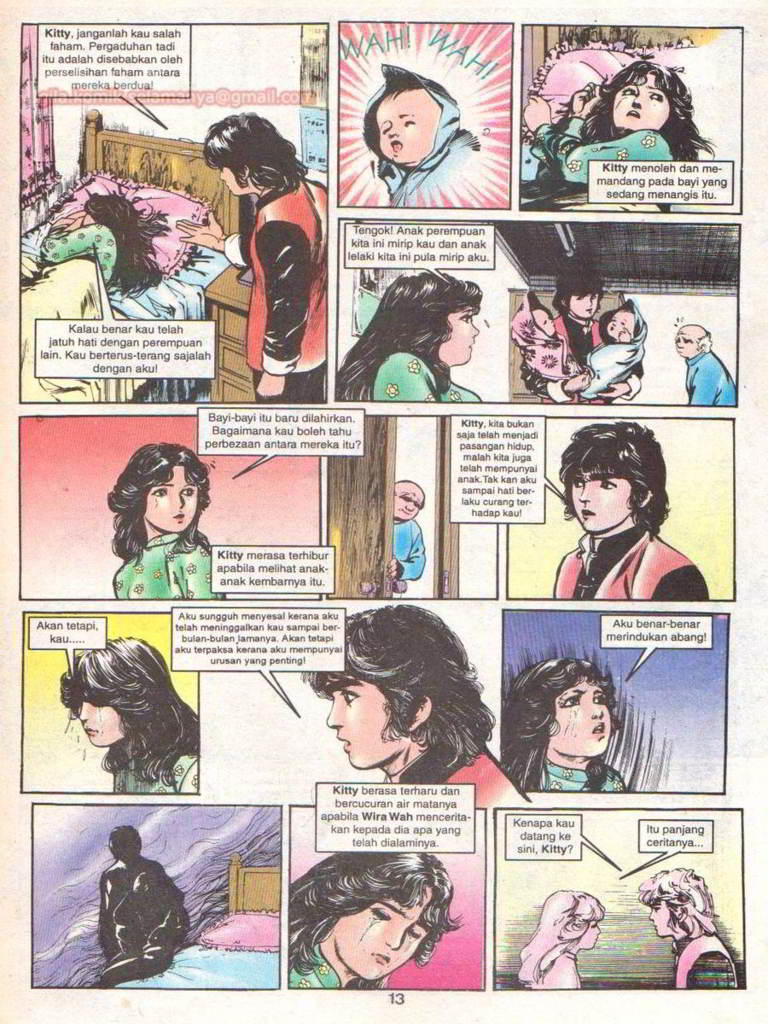 Kitty, janganlah kau salah
faham. Pergaduhan tadi
itu adalah disebabkan oleh
perselisihan faham antara
mereka berdua!
Kalau benar kau telah
jatuh hati dengan perempuan
lain. Kau berterus-terang sajalah
dengan aku!
WAH! WAH!
Kitty menoleh dan me-
mandang pada bayi yang
sedang menangis itu.
Tengok! Anak perempuan
kita ini mirip kau dan anak
lelaki kita ini pula mirip aku.
Bayi-bayi itu baru dilahirkan.
Bagaimana kau boleh tahu
perbezaan antara mereka itu?
Kitty merasa terhibur
apabila melihat anak-
anak kembarnya itu.
Kitty, kita bukan
saja telah menjadi
pasangan hidup,
malah kita juga
telah mempunyai
anak.Tak kan aku
sampai hati ber-
laku curang ter-
hadap kau!
Akan tetapi,
kau.....
Aku sungguh menyesal kerana aku
telah meninggalkan kau sampai ber-
bulan-bulan lamanya. Akan tetapi
aku terpaksa kerana aku mempunyai
urusan yang penting!
Aku benar-benar
merindukan abang!
Kitty berasa terharu dan
bercucuran air matanya
apabila Wira Wah mencerita-
kan kepada dia apa yang
telah dialaminya.
Kenapa kau
datang ke
sini, Kitty?
Itu panjang
ceritanya...
13